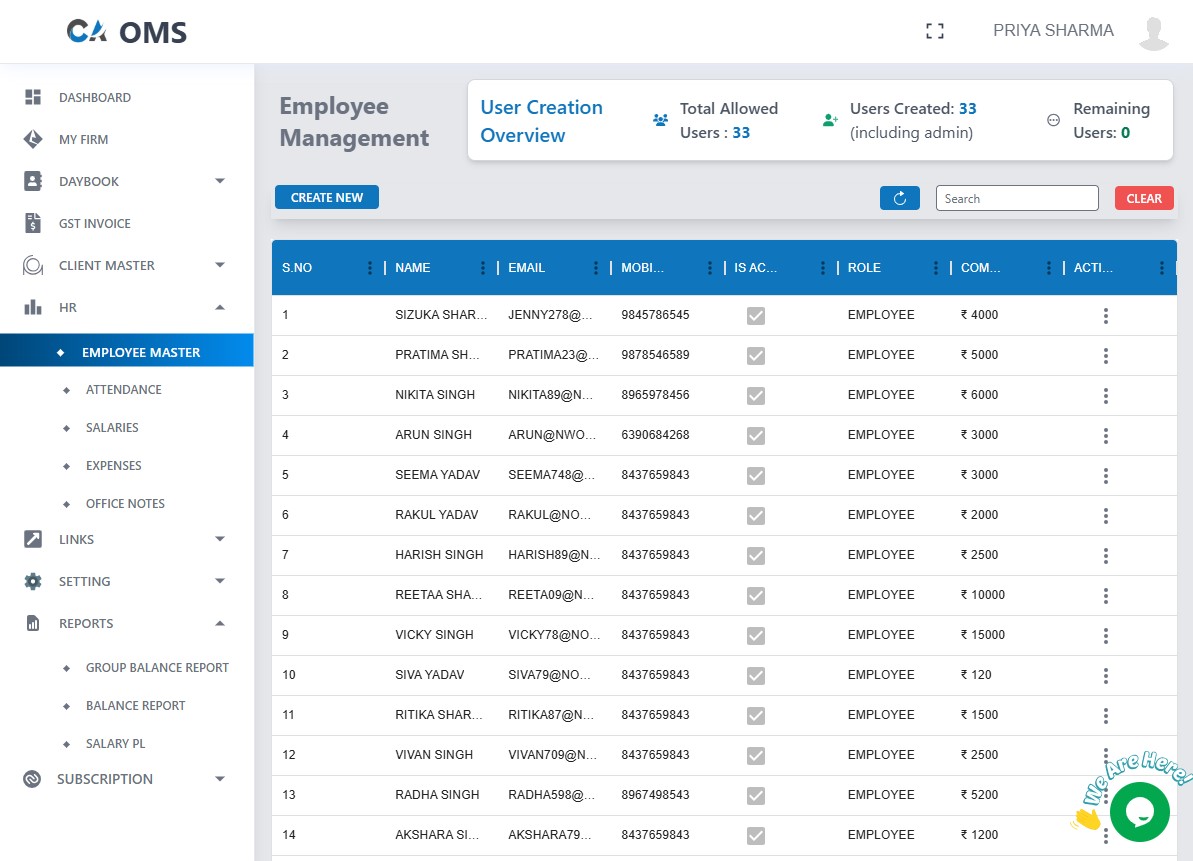 CA OMS
PRIYA SHARMA
DASHBOARD
MY FIRM
DAYBOOK
GST INVOICE
CLIENT MASTER
HR
EMPLOYEE MASTER
ATTENDANCE
SALARIES
EXPENSES
OFFICE NOTES
LINKS
SETTING
REPORTS
GROUP BALANCE REPORT
BALANCE REPORT
SALARY PL
SUBSCRIPTION
Employee
Management
User Creation
Overview
Total Allowed
Users : 33
Users Created: 33
(including admin)
Remaining
Users: 0
CREATE NEW
Search
CLEAR
S.NO NAME EMAIL MOBI... IS AC... ROLE COM... ACTI...
1 SIZUKA SHAR... JENNY278@... 9845786545 EMPLOYEE ₹ 4000
2 PRATIMA SH... PRATIMA23@... 9878546589 EMPLOYEE ₹ 5000
3 NIKITA SINGH NIKITA89@N... 8965978456 EMPLOYEE ₹ 6000
4 ARUN SINGH ARUN@NWO... 6390684268 EMPLOYEE ₹ 3000
5 SEEMA YADAV SEEMA748@... 8437659843 EMPLOYEE ₹ 3000
6 RAKUL YADAV RAKUL@NO... 8437659843 EMPLOYEE ₹ 2000
7 HARISH SINGH HARISH89@N... 8437659843 EMPLOYEE ₹ 2500
8 REETAA SHA... REETA09@N... 8437659843 EMPLOYEE ₹ 10000
9 VICKY SINGH VICKY78@NO... 8437659843 EMPLOYEE ₹ 15000
10 SIVA YADAV SIVA79@NO... 8437659843 EMPLOYEE ₹ 120
11 RITIKA SHAR... RITIKA87@N... 8437659843 EMPLOYEE ₹ 1500
12 VIVAN SINGH VIVAN709@N... 8437659843 EMPLOYEE ₹ 2500
13 RADHA SINGH RADHA598@... 8967498543 EMPLOYEE ₹ 5200
14 AKSHARA SI... AKSHARA79... 8437659843 EMPLOYEE ₹ 1200
We Are Here!